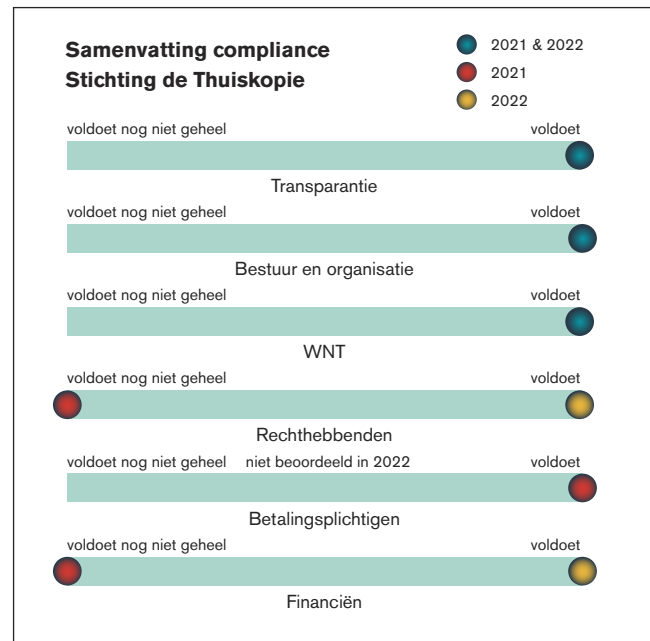 Samenvatting compliance
Stichting de Thuiskopie
2021 & 2022
2021
2022
voldoet nog niet geheel voldoet
Transparantie
voldoet nog niet geheel voldoet
Bestuur en organisatie
voldoet nog niet geheel voldoet
WNT
voldoet nog niet geheel voldoet
Rechthebbenden
voldoet nog niet geheel niet beoordeeld in 2022 voldoet
Betalingsplichtigen
voldoet nog niet geheel voldoet
Financiën